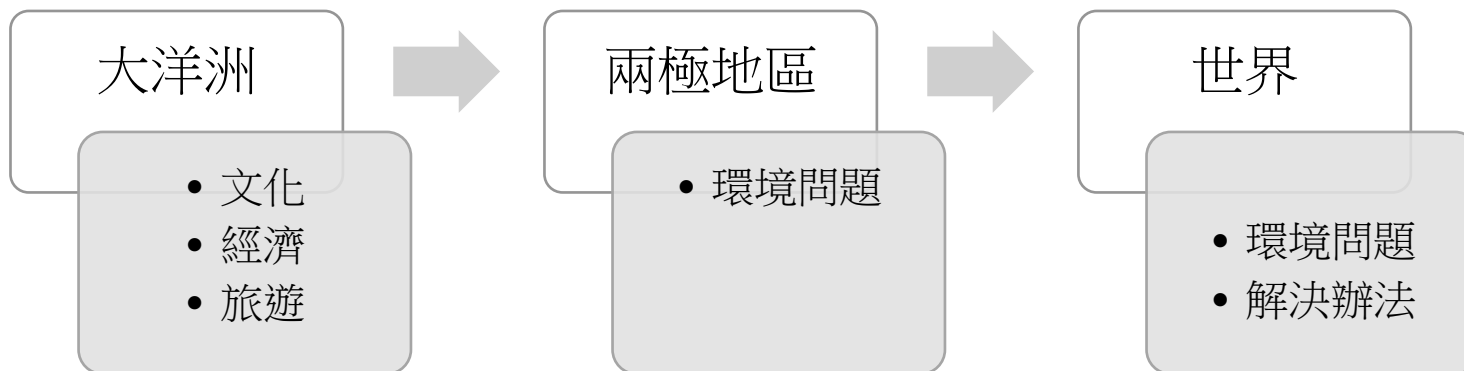 大洋洲
• 文化
• 經濟
• 旅遊
兩極地區
• 環境問題
世界
• 環境問題
• 解決辦法